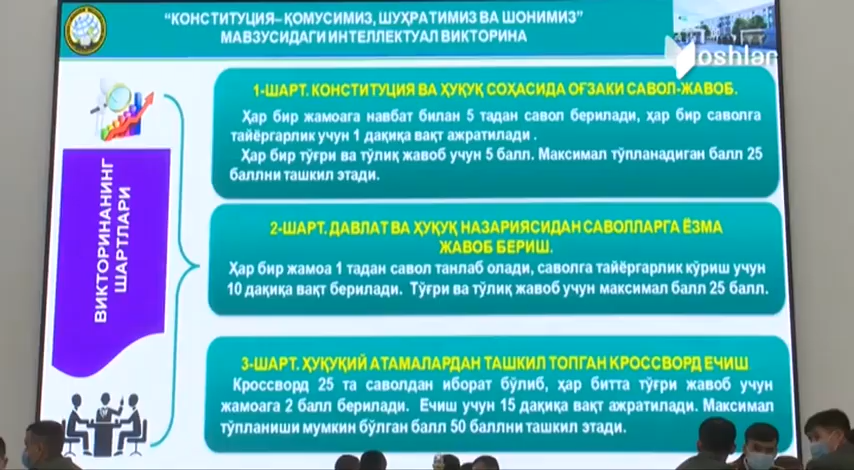 “КОНСТИТУЦИЯ– ҚОМУСИМИЗ, ШУҲРАТИМИЗ ВА ШОНИМИЗ”
МАВЗУСИДАГИ ИНТЕЛЛЕКТУАЛ ВИКТОРИНА
Yoshlar
1-ШАРТ. КОНСТИТУЦИЯ ВА ҲУҚУҚ СОҲАСИДА ОҒЗАКИ САВОЛ-ЖАВОБ.
Ҳар бир жамоага навбат билан 5 тадан савол берилади, ҳар бир саволга
тайёргарлик учун 1 дақиқа вақт ажратилади .
Ҳар бир тўғри ва тўлиқ жавоб учун 5 балл. Максимал тўпланадиган балл 25
баллни ташкил этади.
ВИКТОРИНАНИНГ
ШАРТЛАРИ
2-ШАРТ. ДАВЛАТ ВА ҲУҚУҚ НАЗАРИЯСИДАН САВОЛЛАРГА ЁЗМА
ЖАВОБ БЕРИШ.
Ҳар бир жамоа 1 тадан савол танлаб олади, саволга тайёргарлик кўриш учун
10 дақиқа вақт берилади. Тўғри ва тўлиқ жавоб учун максимал балл 25 балл.
3-ШАРТ. ҲУҚУҚИЙ АТАМАЛАРДАН ТАШКИЛ ТОПГАН КРОССВОРД ЕЧИШ
Кроссворд 25 та саволдан иборат бўлиб, ҳар битта тўғри жавоб учун
жамоага 2 балл берилади. Ечиш учун 15 дақиқа вақт ажратилади. Максимал
тўпланиши мумкин бўлган балл 50 баллни ташкил этади.